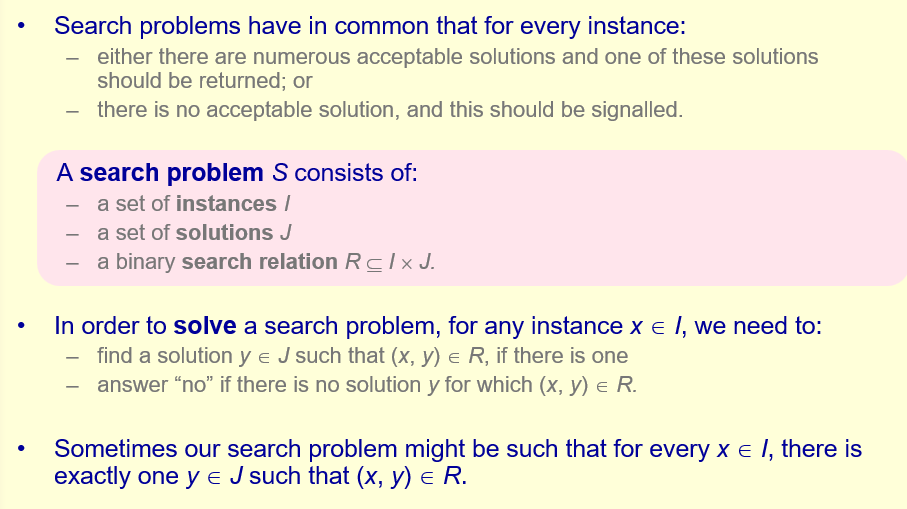 • Search problems have in common that for every instance:
– either there are numerous acceptable solutions and one of these solutions
should be returned; or
– there is no acceptable solution, and this should be signalled.
A search problem S consists of:
– a set of instances I
– a set of solutions J
– a binary search relation R ⊆ I × J.
• In order to solve a search problem, for any instance x ∈ I, we need to:
– find a solution y ∈ J such that (x, y) ∈ R, if there is one
– answer “no” if there is no solution y for which (x, y) ∈ R.
• Sometimes our search problem might be such that for every x ∈ I, there is
exactly one y ∈ J such that (x, y) ∈ R.